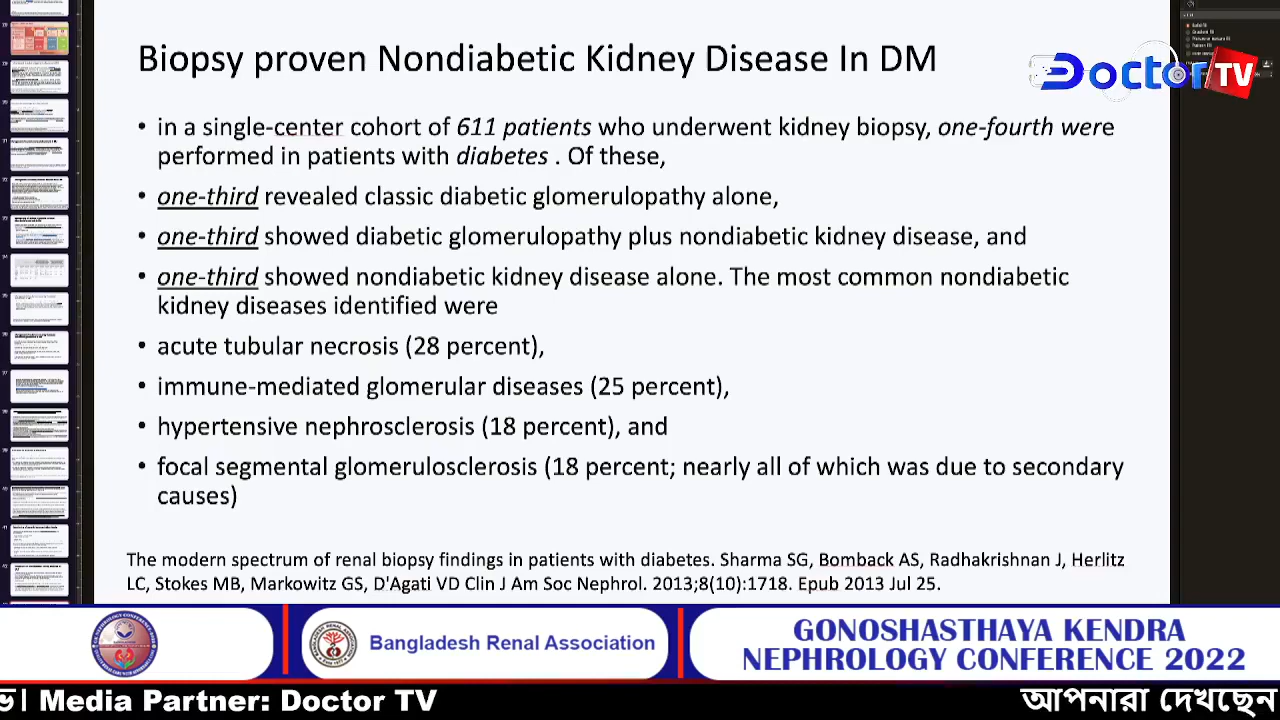 Biopsy proven Nondiabetic Kidney Disease In DM
Doctor TV
• in a single-center cohort of 611 patients who underwent kidney biopsy, one-fourth were
performed in patients with diabetes . Of these,
• one-third revealed classic diabetic glomerulopathy alone,
• one-third showed diabetic glomerulopathy plus nondiabetic kidney disease, and
• one-third showed nondiabetic kidney disease alone. The most common nondiabetic
kidney diseases identified were
• acute tubular necrosis (28 percent),
• immune-mediated glomerular diseases (25 percent),
• hypertensive nephrosclerosis (18 percent), and
• focal segmental glomerulosclerosis (18 percent; nearly all of which was due to secondary
causes)
The modern spectrum of renal biopsy findings in patients with diabetes. Sharma SG, Bomback AS, Radhakrishnan J, Herlitz
LC, Stokes MB, Markowitz GS,D'Agati VDClin J Am Soc Nephrol. 2013;8(10):1718. Epub 2013 Jul 25.
Bangladesh Renal Association
GONOSHASTHAYA KENDRA
NEPHROLOGY CONFERENCE 2022
। Media Partner: Doctor TV
আপনারা দেখছেন